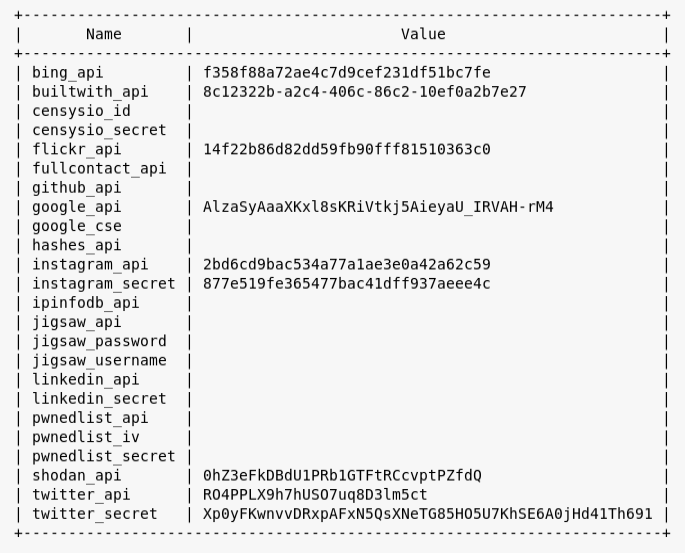 +--------------------------------------------------------------------------+
| Name | Value |
+--------------------------------------------------------------------------+
| bing_api | f358f88a72ae4c7d9cef231df51bc7fe |
| builtwith_api | 8c12322b-a2c4-406c-86c2-10ef0a2b7e27 |
| censysio_id | |
| censysio_secret | |
| flickr_api | 14f22b86d82dd59fb90fff81510363c0 |
| fullcontact_api | |
| github_api | |
| google_api | AlzaSyAaaXKxl8sKRiVtkj5AieyaU_IRVAH-rM4 |
| google_cse | |
| hashes_api | |
| instagram_api | 2bd6cd9bac534a77a1ae3e0a42a62c59 |
| instagram_secret | 877e519fe365477bac41dff937aeee4c |
| ipinfodb_api | |
| jigsaw_api | |
| jigsaw_password | |
| jigsaw_username | |
| linkedin_api | |
| linkedin_secret | |
| pwnedlist_api | |
| pwnedlist_iv | |
| pwnedlist_secret | |
| shodan_api | 0hZ3eFkDBdU1PRb1GTFtRCcvptPZfdQ |
| twitter_api | RO4PPLX9h7hUSO7uq8D3lm5ct |
| twitter_secret | Xp0yFKwnvvDRxpAFxN5QsXNeTG85HO5U7KhSE6A0jHd41Th691 |
+--------------------------------------------------------------------------+